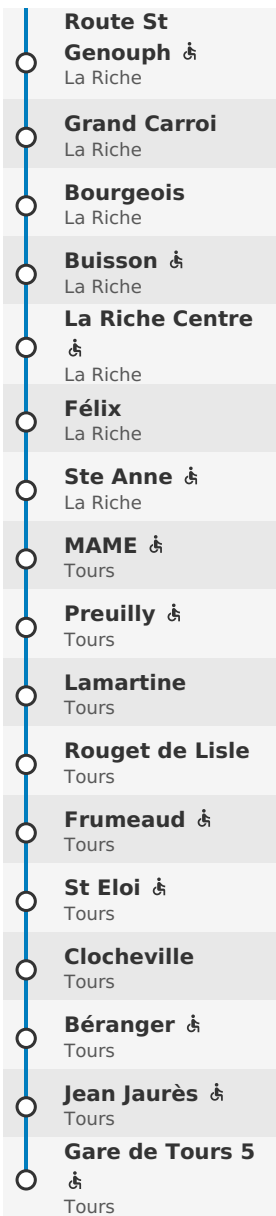 Route St
Genouph
La Riche
Grand Carroi
La Riche
Bourgeois
La Riche
Buisson
La Riche
La Riche Centre
La Riche
Félix
La Riche
Ste Anne
La Riche
MAME
Tours
Preuilly
Tours
Lamartine
Tours
Rouget de Lisle
Tours
Frumeaud
Tours
St Eloi
Tours
Clocheville
Tours
Béranger
Tours
Jean Jaurès
Tours
Gare de Tours 5
Tours